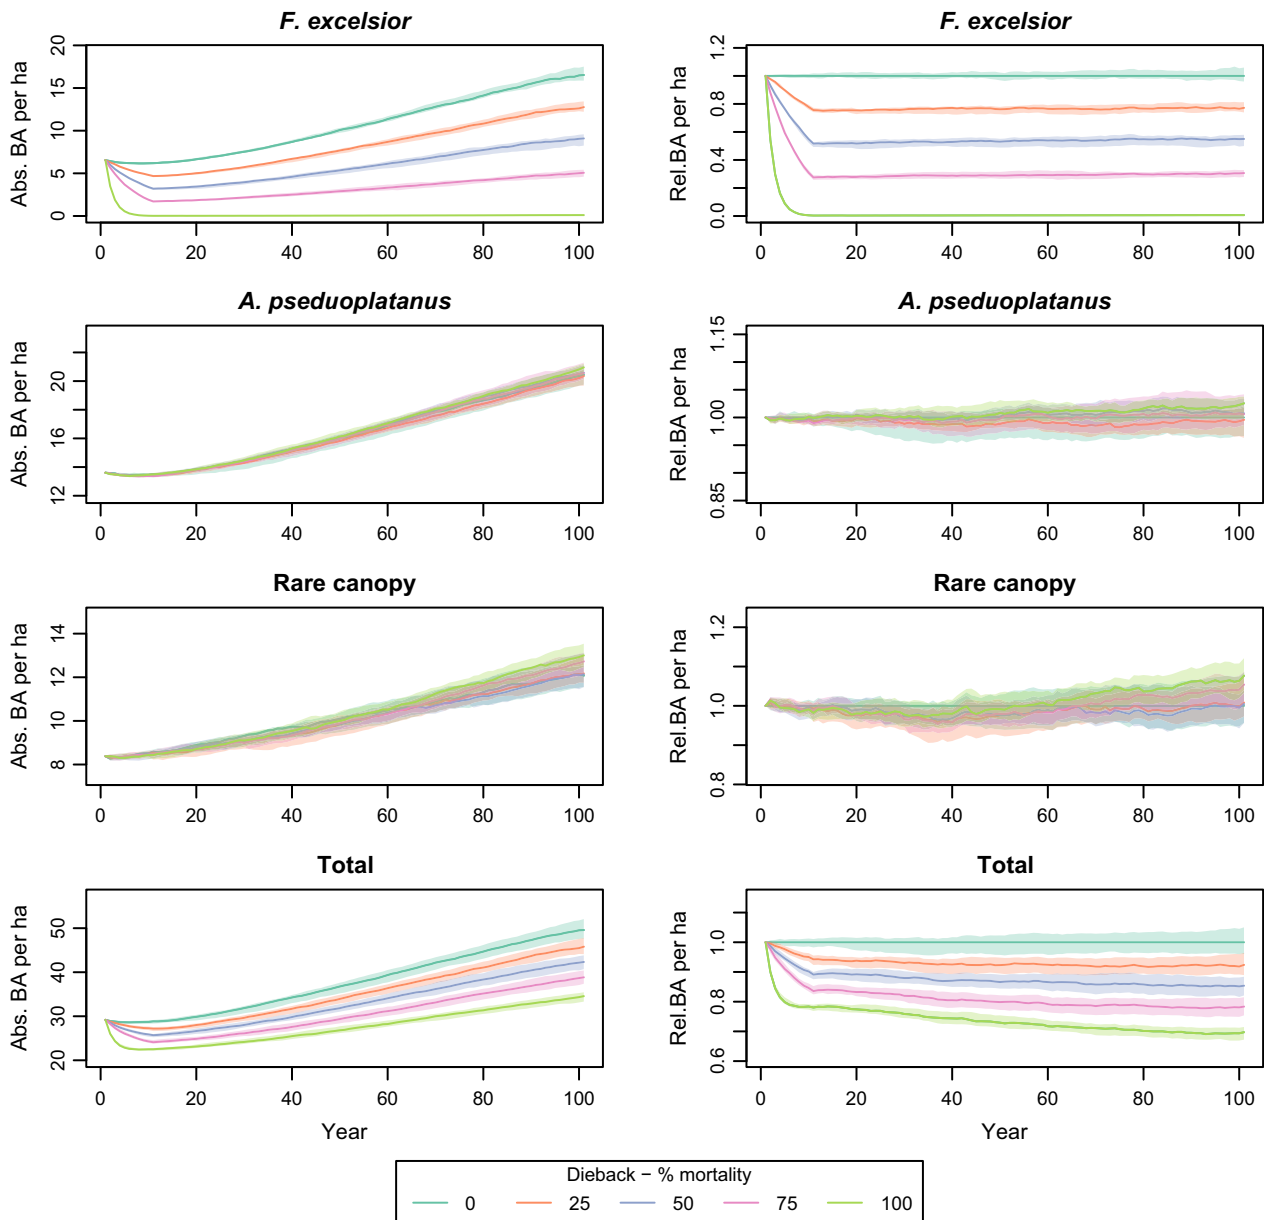 F. excelsior
Abs. BA per ha
0 5 10 15 20
0 20 40 60 80 100
F. excelsior
Rel.BA per ha
0.0 0.4 0.8 1.2
0 20 40 60 80 100
A. pseduoplatanus
Abs. BA per ha
12 16 20
0 20 40 60 80 100
A. pseduoplatanus
Rel.BA per ha
0.85 1.00 1.15
0 20 40 60 80 100
Rare canopy
Abs. BA per ha
8 10 12 14
0 20 40 60 80 100
Rare canopy
Rel.BA per ha
0.8 1.0 1.2
0 20 40 60 80 100
Total
Abs. BA per ha
20 30 40 50
0 20 40 60 80 100
Year
Total
Rel.BA per ha
0.6 0.8 1.0
0 20 40 60 80 100
Year
Dieback − % mortality
0 25 50 75 100